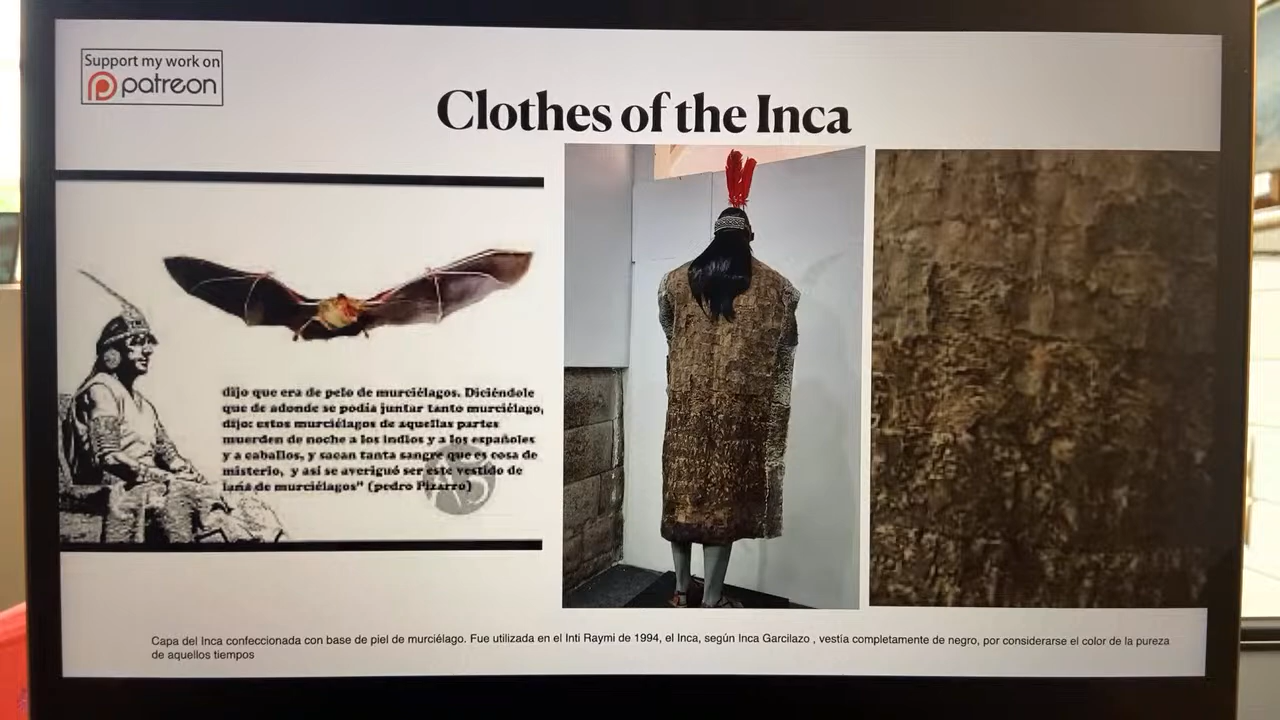 Support my work on
patreon
Clothes of the Inca
dijo que era de pelo de murciélagos. Diciéndole
que de adonde se podia juntar tanto murciélago,
dijo: estos murciélagos de aquellas partes
muerden de noche a los indios y a los españoles
y a caballos, y sacan tanta sangre que es cosa de
misterio, y asi se averiguó ser este vestido de
lana de murciélagos" (pedro Pizarro)
Capa del Inca confeccionada con base de piel de murciélago. Fue utilizada en el Inti Raymi de 1994, el Inca, según Inca Garcilazo , vestía completamente de negro, por considerarse el color de la pureza
de aquellos tiempos